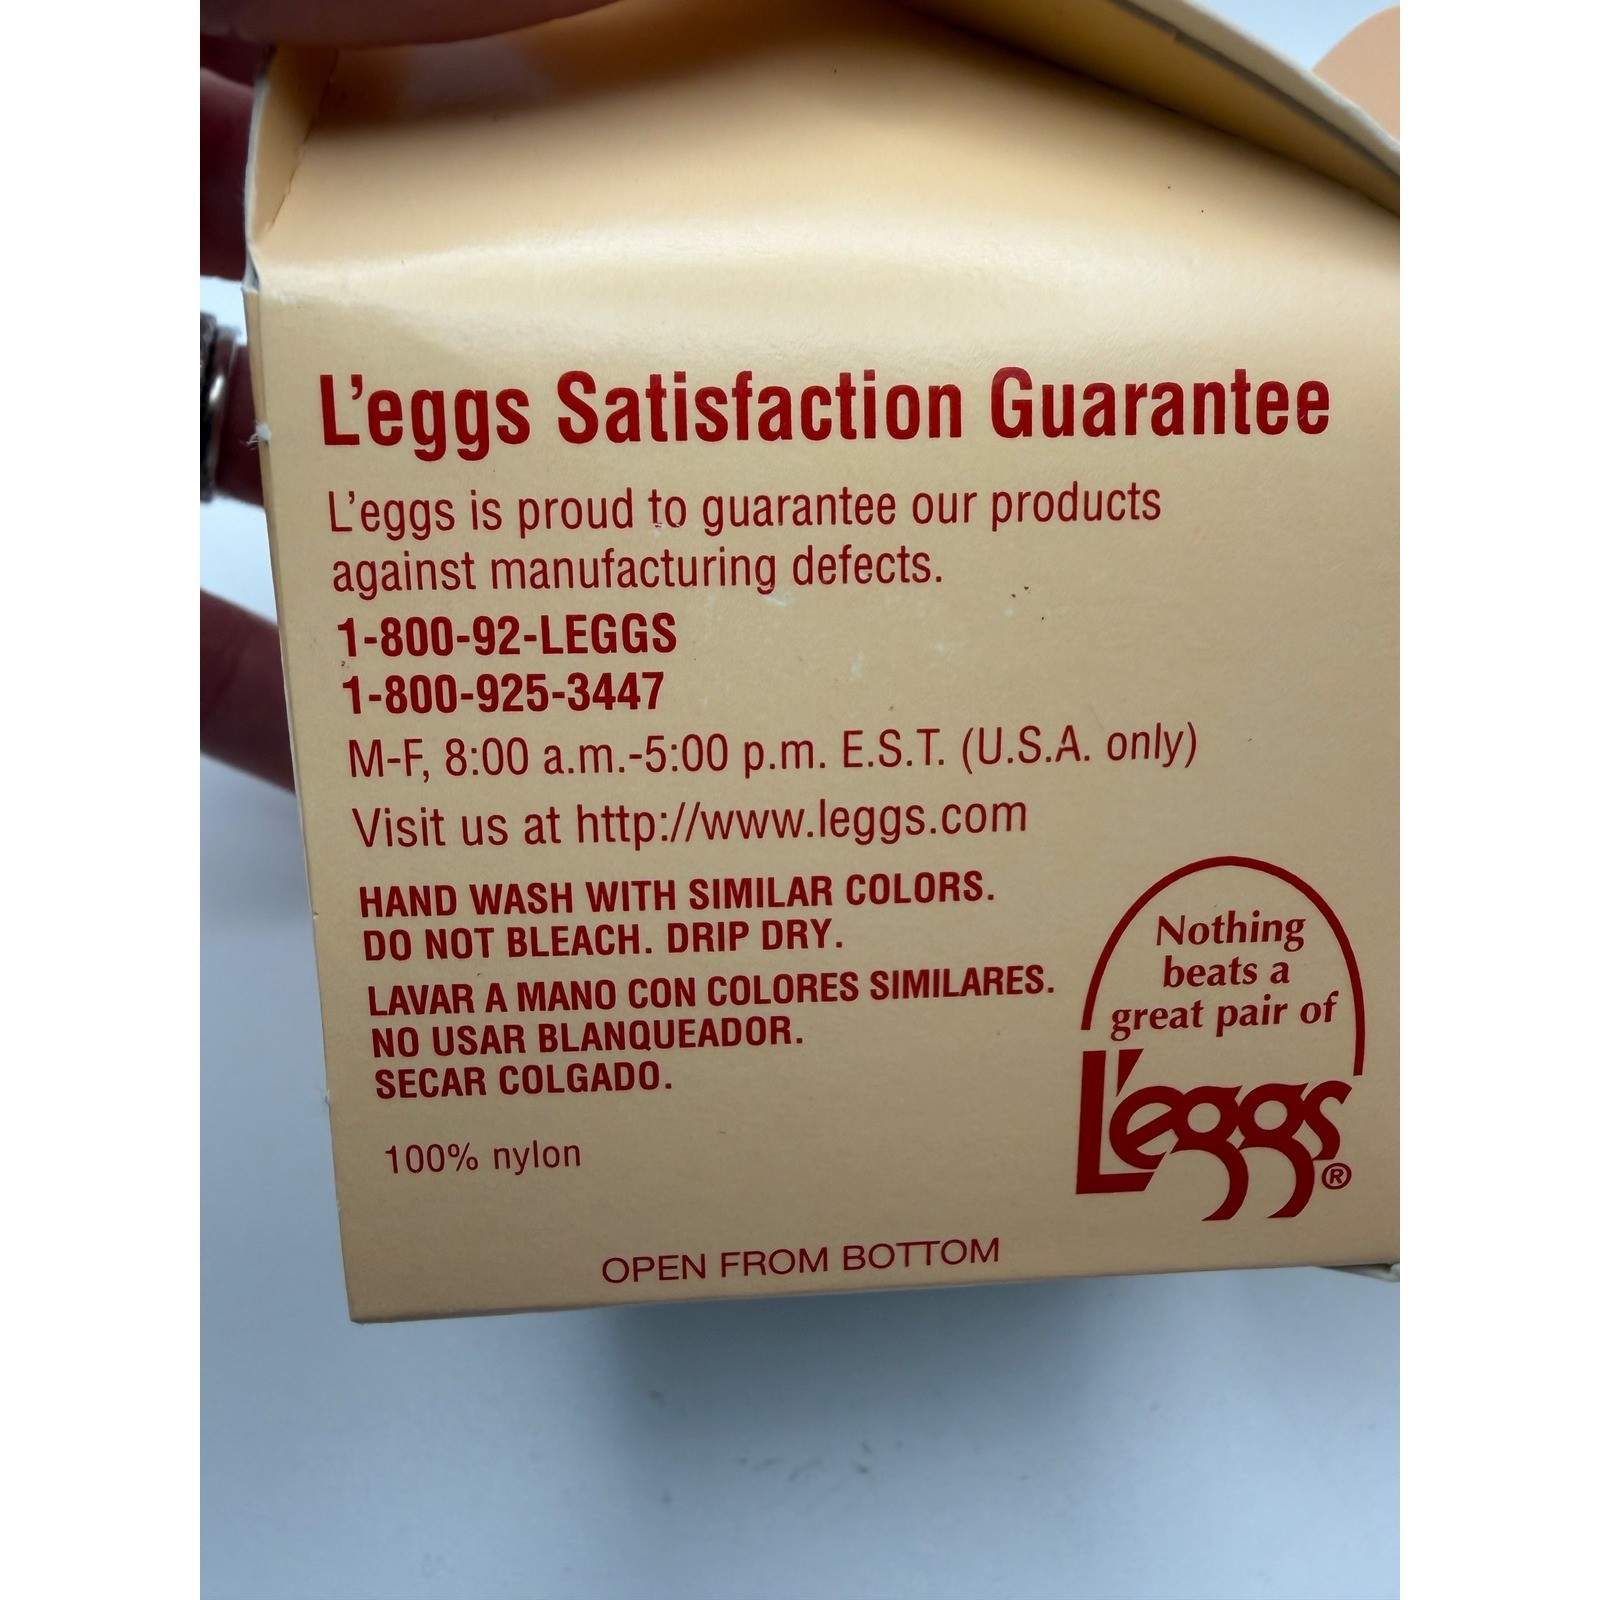 L'eggs Satisfaction Guarantee
L'eggs is proud to guarantee our products
against manufacturing defects.
1-800-92-LEGGS
1-800-925-3447
M-F, 8:00 a.m.-5:00 p.m. E.S.T. (U.S.A. only)
Visit us at http://www.leggs.com
HAND WASH WITH SIMILAR COLORS.
DO NOT BLEACH. DRIP DRY.
LAVAR A MANO CON COLORES SIMILARES.
NO USAR BLANQUEADOR.
SECAR COLGADO.
100% nylon
Nothing
beats a
great pair of
L'eggs®
OPEN FROM BOTTOM